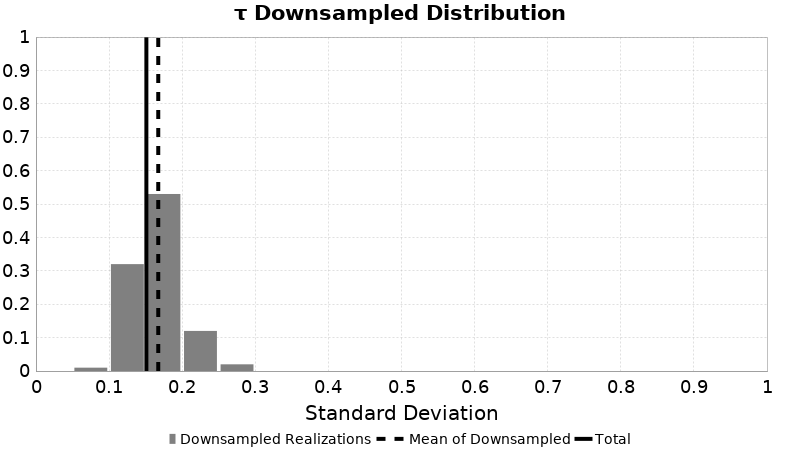 τ Downsampled Distribution
1
0.9
0.8
0.7
0.6
0.5
0.4
0.3
0.2
0.1
0
0 0.1 0.2 0.3 0.4 0.5 0.6 0.7 0.8 0.9 1
Standard Deviation
Downsampled Realizations Mean of Downsampled Total